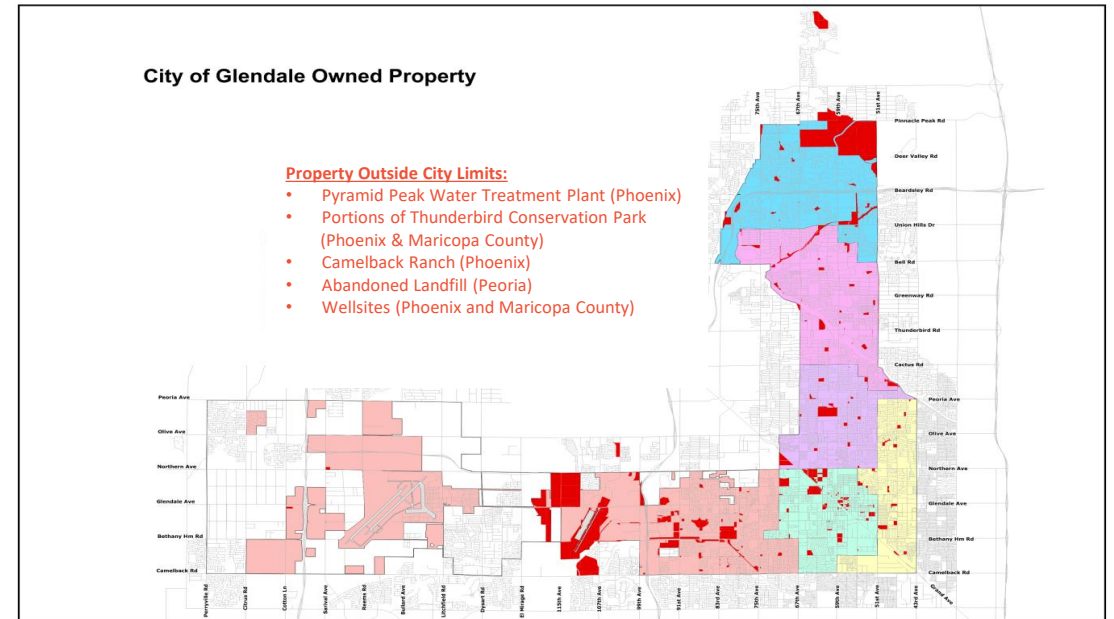 City of Glendale Owned Property
Property Outside City Limits:
• Pyramid Peak Water Treatment Plant (Phoenix)
• Portions of Thunderbird Conservation Park
(Phoenix & Maricopa County)
• Camelback Ranch (Phoenix)
• Abandoned Landfill (Peoria)
• Wellsites (Phoenix and Maricopa County)
75th Ave
67th Ave
59th Ave
51st Ave
Pinnacle Peak Rd
Deer Valley Rd
Beardsley Rd
Union Hills Dr
Bell Rd
Greenway Rd
Thunderbird Rd
Cactus Rd
Peoria Ave
Olive Ave
Northern Ave
Glendale Ave
Bethany Hm Rd
Camelback Rd
Peoria Ave
Olive Ave
Northern Ave
Glendale Ave
Bethany Hm Rd
Camelback Rd
Perryville Rd
Citrus Rd
Cotton Ln
Sarival Ave
Reems Rd
Bullard Ave
Litchfield Rd
Dysart Rd
El Mirage Rd
115th Ave
107th Ave
99th Ave
91st Ave
83rd Ave
75th Ave
67th Ave
59th Ave
51st Ave
43rd Ave
Grand Ave